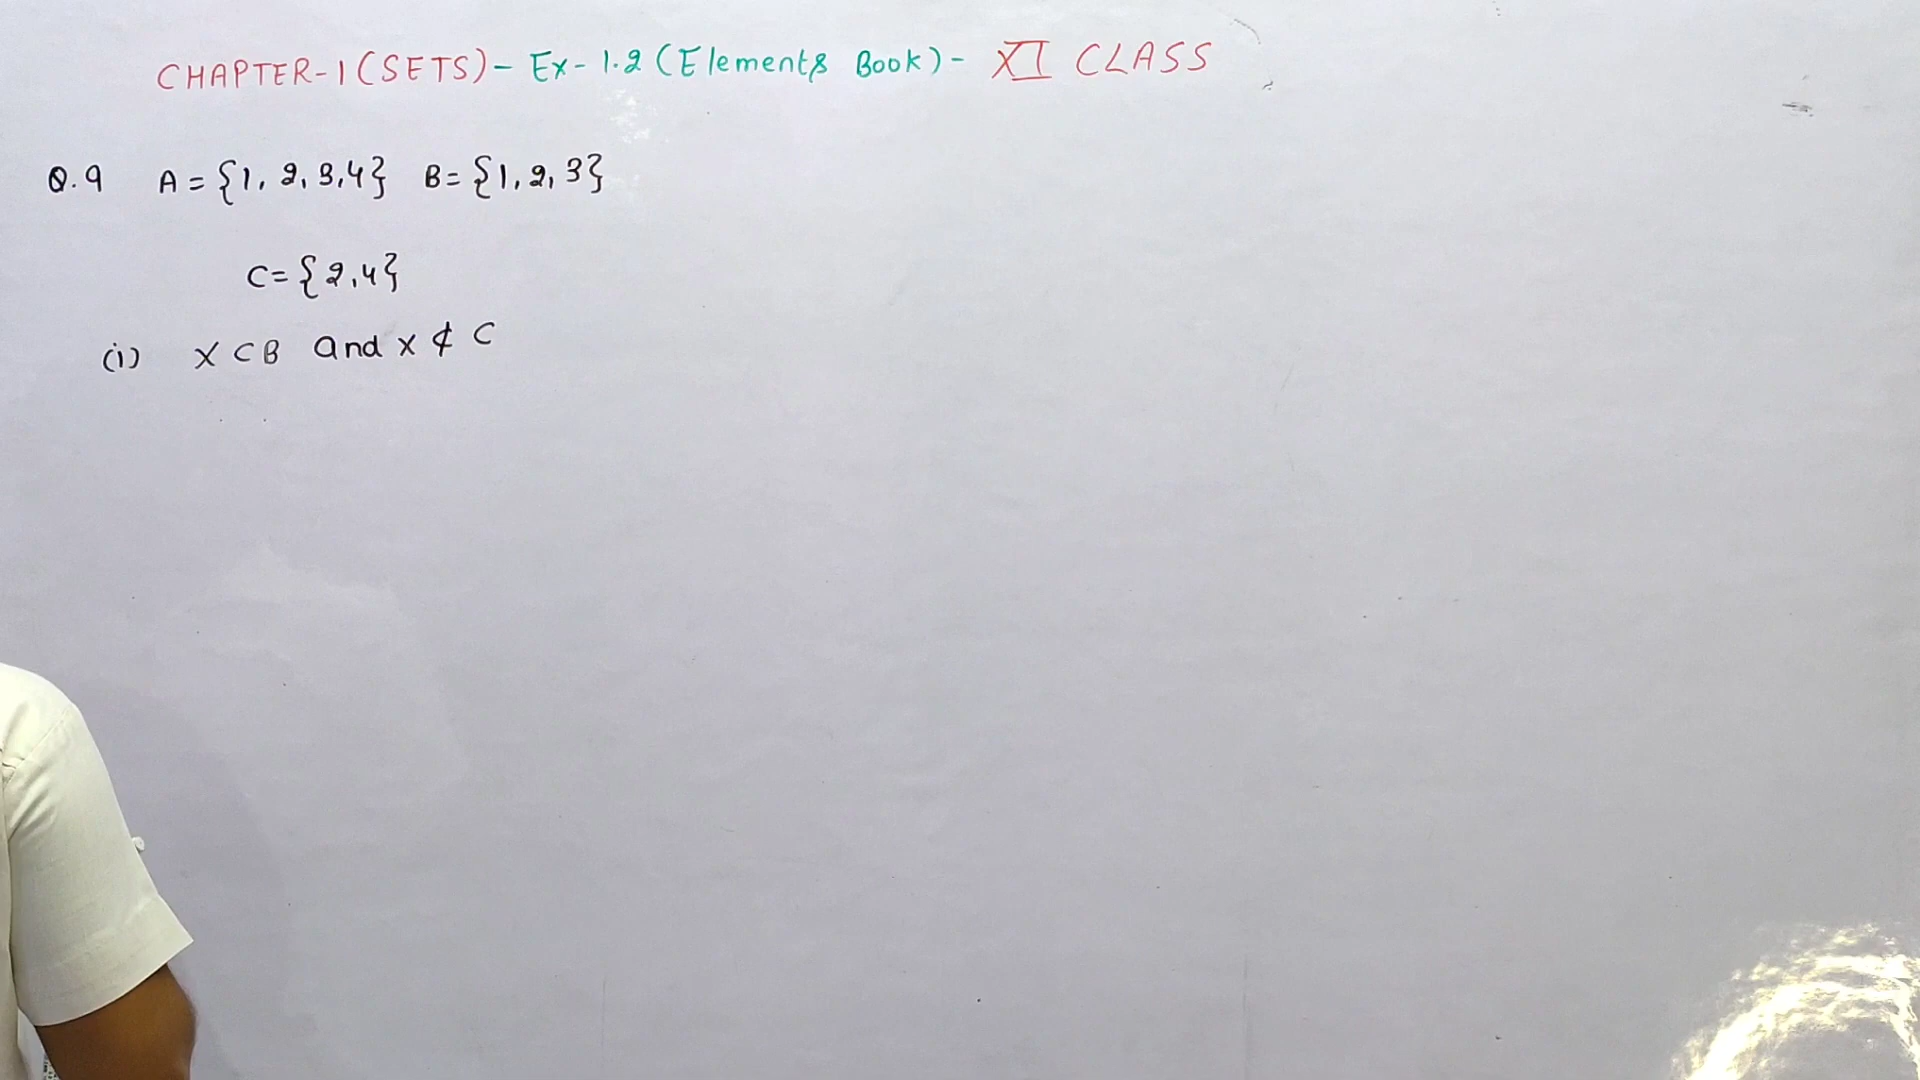 CHAPTER-1 (SETS) - Ex-1.2 (Elements Book) - XI CLASS
Q.9 A = {1, 2, 3, 4} B = {1, 2, 3}
C = {2, 4}
(i) X ⊂ B and X ⊄ C